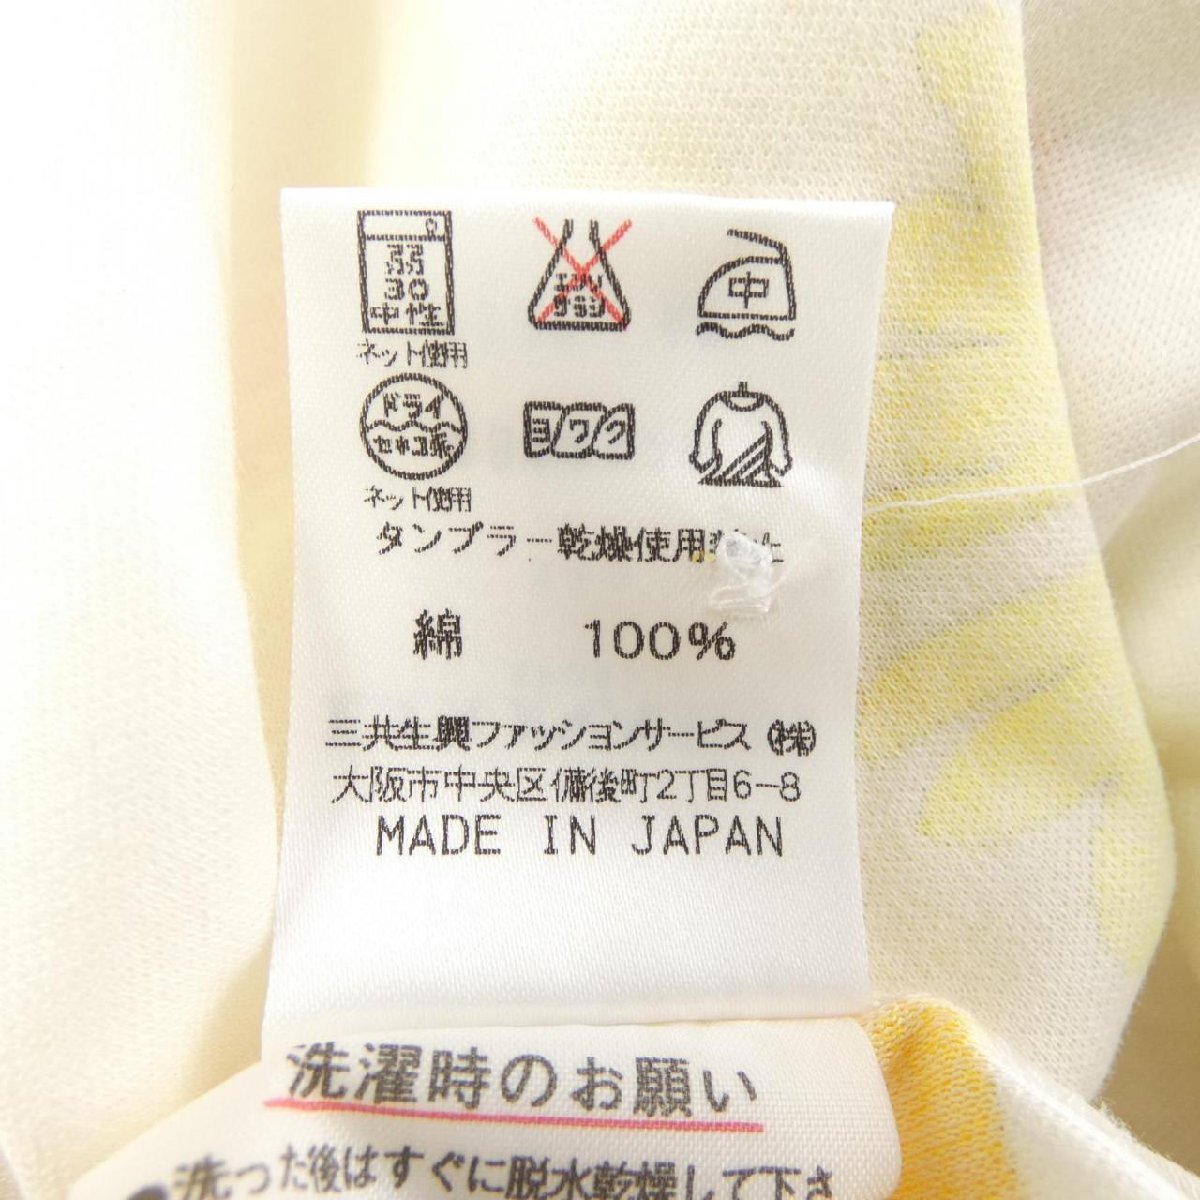 弱
30
中性
ネット使用
エンソ
サラシ
中
ドライ
セキユ系
ネット使用
ヨワク
タンブラー乾燥使用禁止
綿 100%
三共生興ファッションサービス㈱
大阪市中央区備後町2丁目6-8
MADE IN JAPAN
洗濯時のお願い
洗った後はすぐに脱水乾燥して下さ